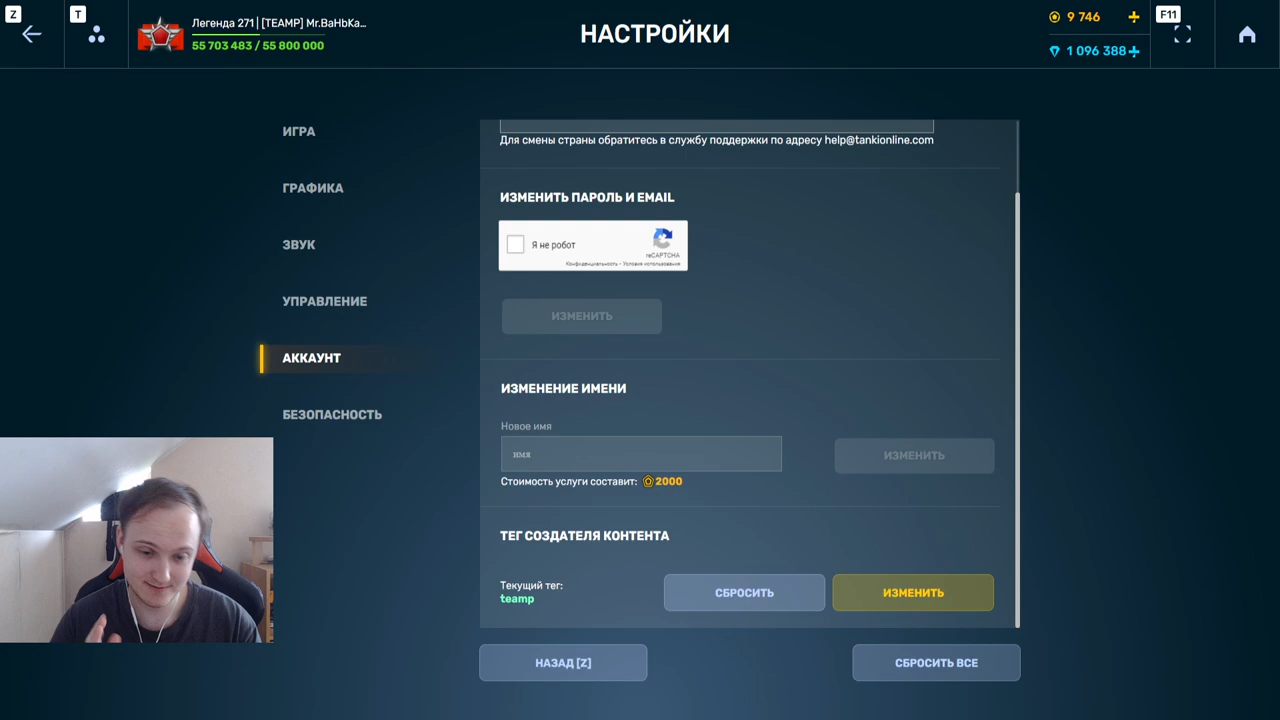 Z
T
Легенда 271 | [TEAMP] Mr.BaHbKa...
55 703 483 / 55 800 000
НАСТРОЙКИ
9 746
F11
1 096 388
ИГРА
ГРАФИКА
ЗВУК
УПРАВЛЕНИЕ
АККАУНТ
БЕЗОПАСНОСТЬ
Для смены страны обратитесь в службу поддержки по адресу help@tankionline.com
ИЗМЕНИТЬ ПАРОЛЬ И EMAIL
Я не робот
reCAPTCHA
Конфиденциальность - Условия использования
ИЗМЕНИТЬ
ИЗМЕНЕНИЕ ИМЕНИ
Новое имя
имя
ИЗМЕНИТЬ
Стоимость услуги составит: 2000
ТЕГ СОЗДАТЕЛЯ КОНТЕНТА
Текущий тег:
teamp
СБРОСИТЬ
ИЗМЕНИТЬ
НАЗАД [Z]
СБРОСИТЬ ВСЕ